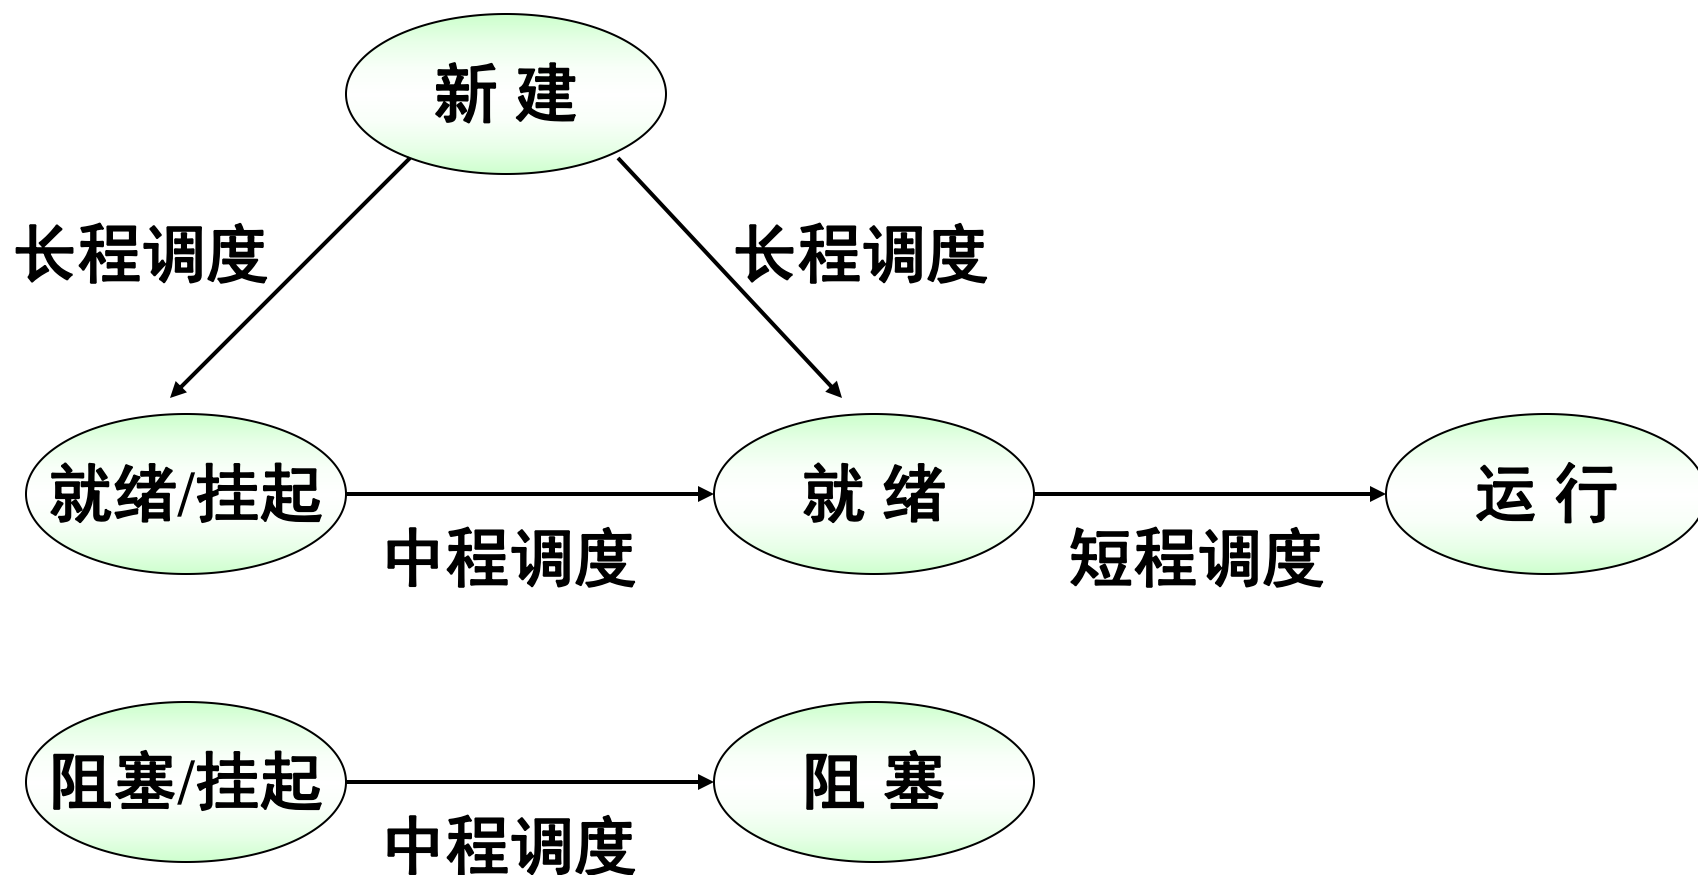 新 建
长程调度
长程调度
就绪/挂起
就 绪
运 行
中程调度
短程调度
阻塞/挂起
阻 塞
中程调度